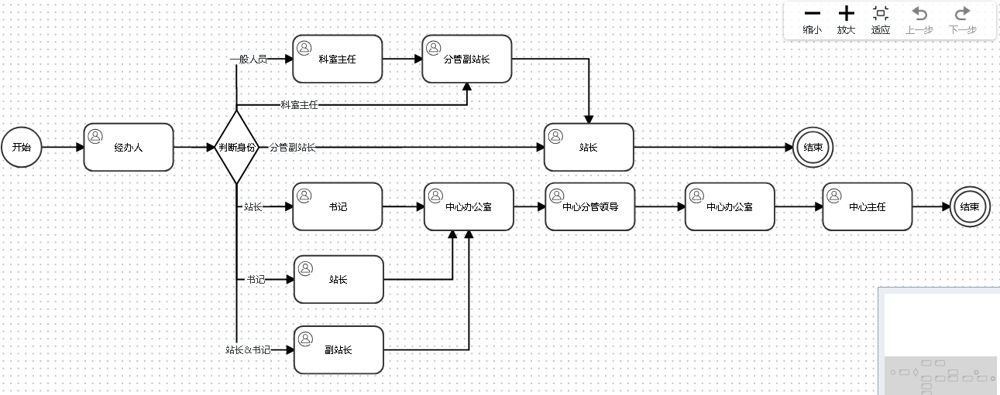 缩小
放大
适应
上一步
下一步
一般人员
科室主任
分管副站长
科室主任
开始
经办人
判断身份
分管副站长
站长
结束
站长
书记
中心办公室
中心分管领导
中心办公室
中心主任
结束
书记
站长
站长&书记
副站长